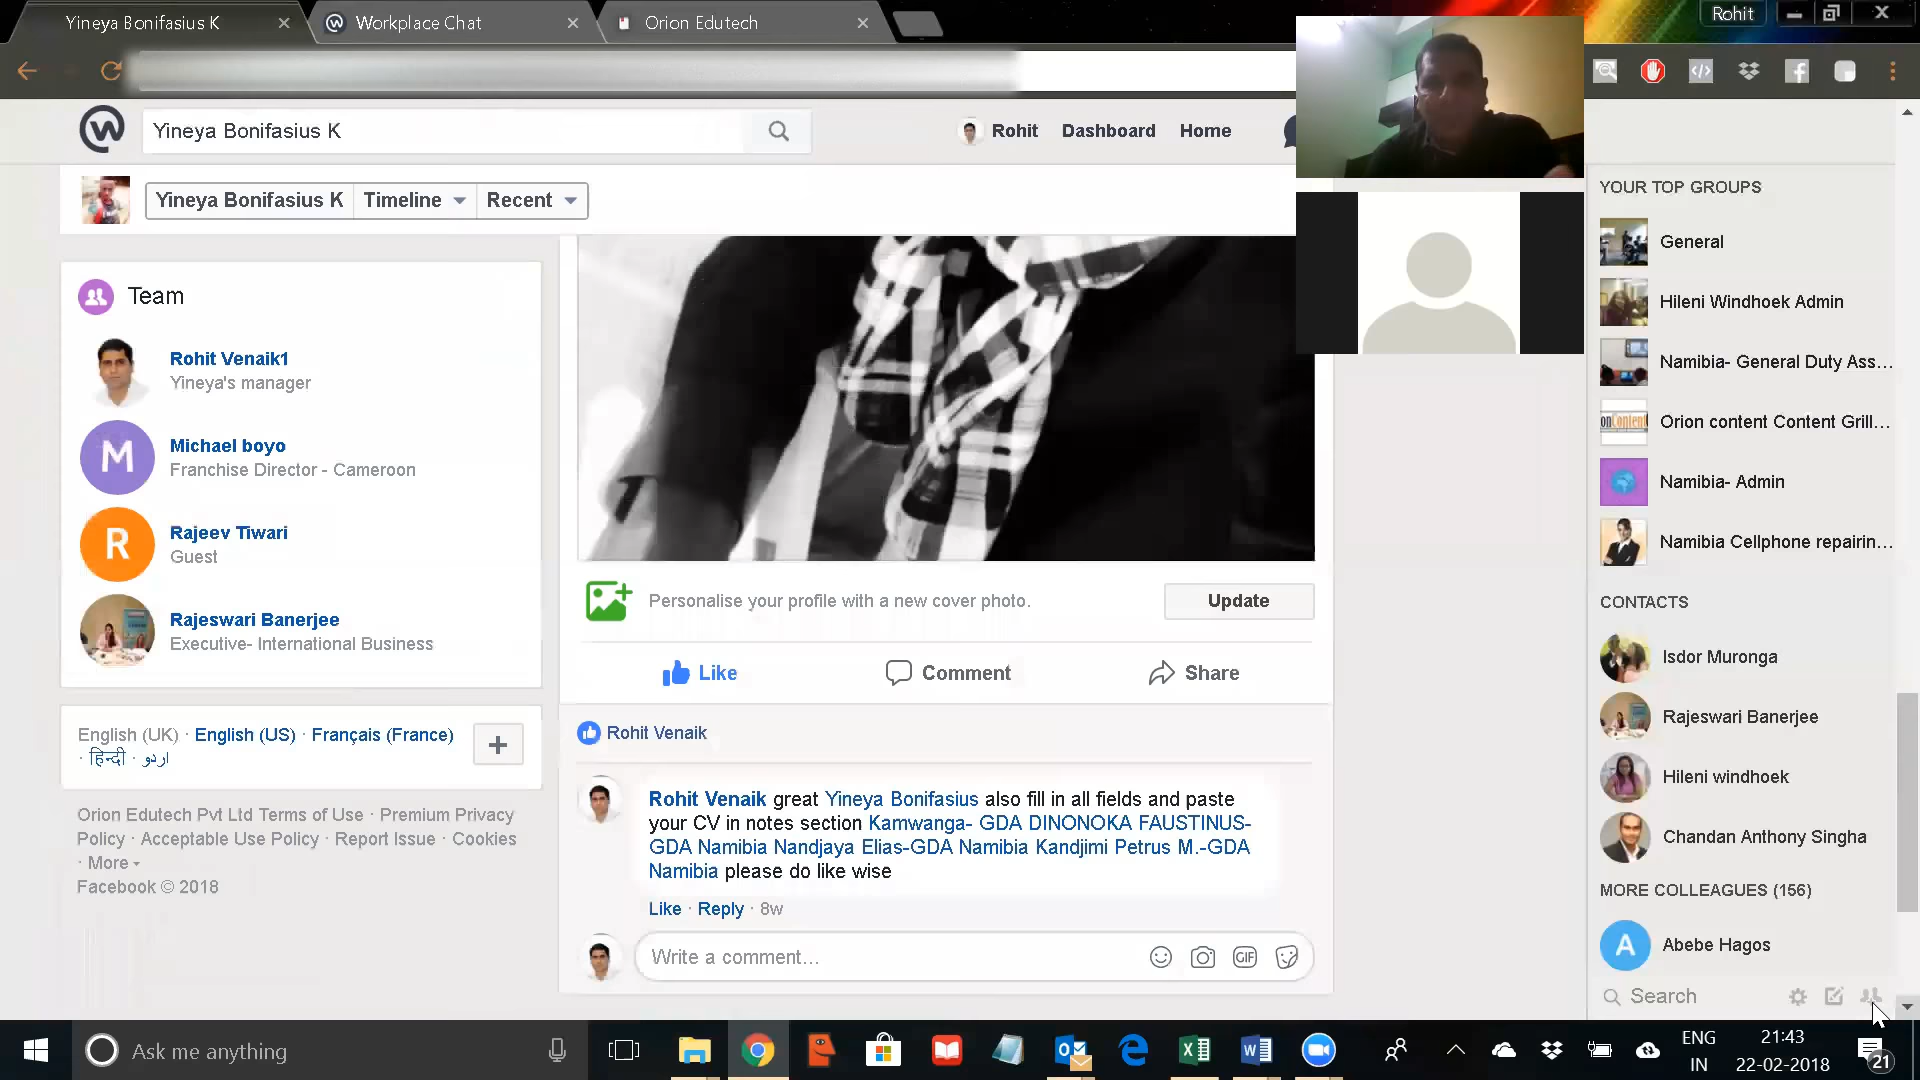 Yineya Bonifasius K
Workplace Chat
Orion Edutech
Rohit
Yineya Bonifasius K
Rohit Dashboard Home
Yineya Bonifasius K Timeline Recent
Team
Rohit Venaik1
Yineya's manager
M
Michael boyo
Franchise Director - Cameroon
R
Rajeev Tiwari
Guest
Rajeswari Banerjee
Executive- International Business
English (UK) · English (US) · Français (France)
· हिन्दी · اردو
Orion Edutech Pvt Ltd Terms of Use · Premium Privacy
Policy · Acceptable Use Policy · Report Issue · Cookies
· More
Facebook © 2018
Personalise your profile with a new cover photo.
Update
Like Comment Share
Rohit Venaik
Rohit Venaik great Yineya Bonifasius also fill in all fields and paste
your CV in notes section Kamwanga- GDA DINONOKA FAUSTINUS-
GDA Namibia Nandjaya Elias-GDA Namibia Kandjimi Petrus M.-GDA
Namibia please do like wise
Like · Reply · 8w
Write a comment...
GIF
YOUR TOP GROUPS
General
Hileni Windhoek Admin
Namibia- General Duty Ass...
Orion content Content Grill...
Namibia- Admin
Namibia Cellphone repairin...
CONTACTS
Isdor Muronga
Rajeswari Banerjee
Hileni windhoek
Chandan Anthony Singha
MORE COLLEAGUES (156)
A
Abebe Hagos
Search
Ask me anything
ENG
IN
21:43
22-02-2018
21